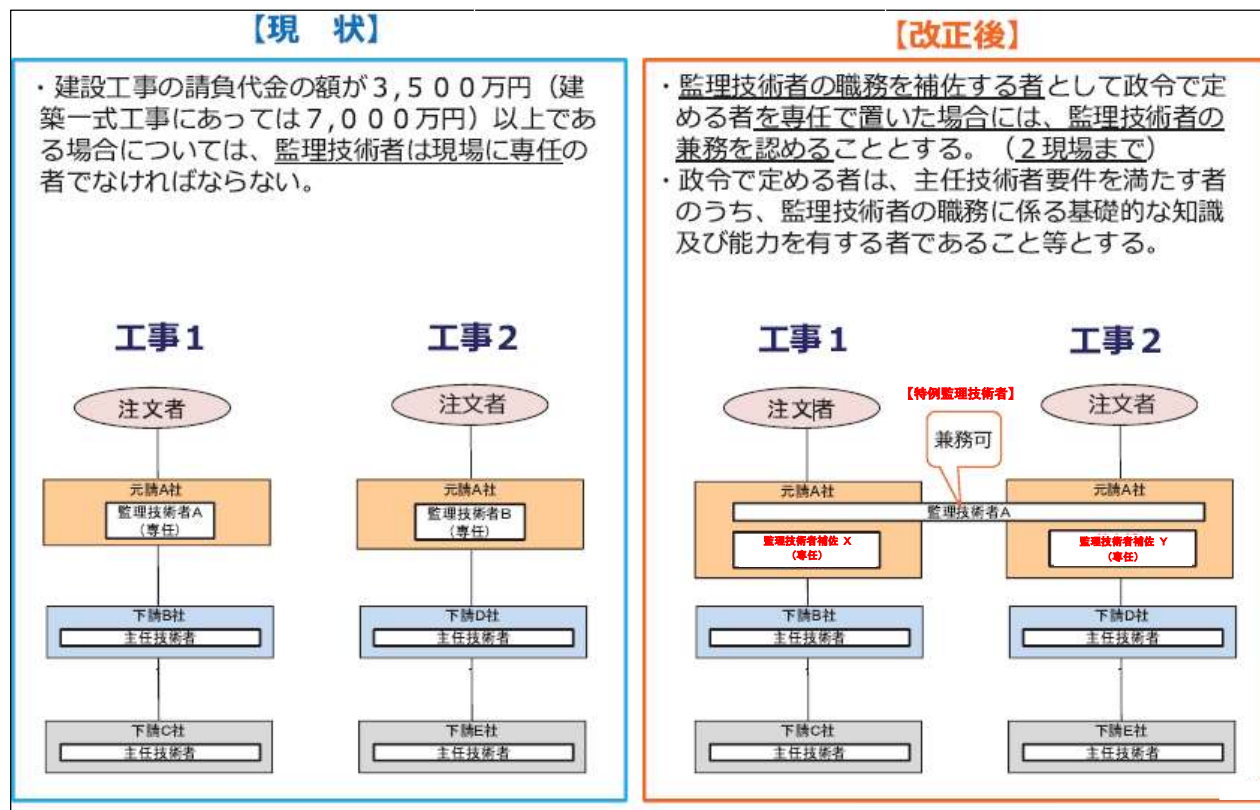 【現 状】
・建設工事の請負代金の額が３,５００万円（建
築一式工事にあっては７,０００万円）以上であ
る場合については、監理技術者は現場に専任の
者でなければならない。
工事１
工事２
注文者
注文者
元請A社
監理技術者A
（専任）
元請A社
監理技術者B
（専任）
下請B社
主任技術者
下請D社
主任技術者
下請C社
主任技術者
下請E社
主任技術者
【改正後】
・監理技術者の職務を補佐する者として政令で定
める者を専任で置いた場合には、監理技術者の
兼務を認めることとする。（２現場まで）
・政令で定める者は、主任技術者要件を満たす者
のうち、監理技術者の職務に係る基礎的な知識
及び能力を有する者であること等とする。
工事１
工事２
注文者
【特例監理技術者】
注文者
兼務可
元請A社
元請A社
監理技術者A
監理技術者補佐 X
（専任）
監理技術者補佐 Y
（専任）
下請B社
主任技術者
下請D社
主任技術者
下請C社
主任技術者
下請E社
主任技術者